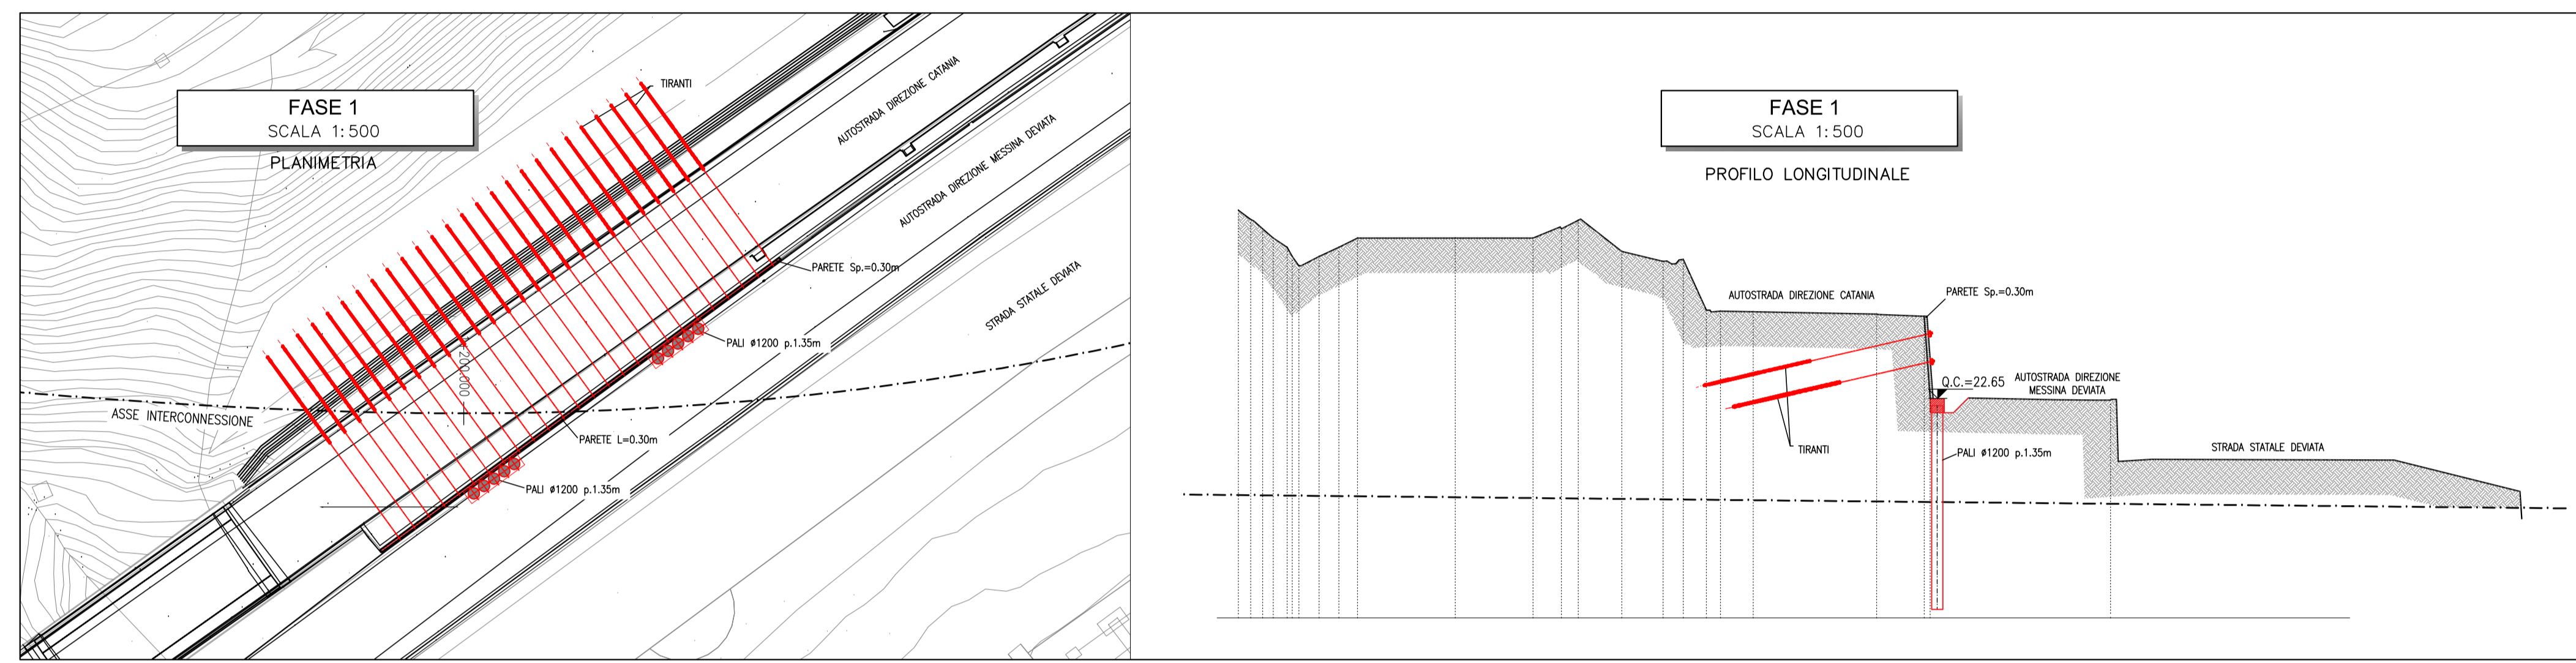 FASE 1
SCALA 1:500
PLANIMETRIA
TIRANTI
AUTOSTRADA DIREZIONE CATANIA
AUTOSTRADA DIREZIONE MESSINA DEVIATA
STRADA STATALE DEVIATA
PARETE Sp.=0.30m
PALI ø1200 p.1.35m
ASSE INTERCONNESSIONE
PARETE L=0.30m
PALI ø1200 p.1.35m
FASE 1
SCALA 1:500
PROFILO LONGITUDINALE
AUTOSTRADA DIREZIONE CATANIA
PARETE Sp.=0.30m
Q.C.=22.65
AUTOSTRADA DIREZIONE
MESSINA DEVIATA
TIRANTI
PALI ø1200 p.1.35m
STRADA STATALE DEVIATA